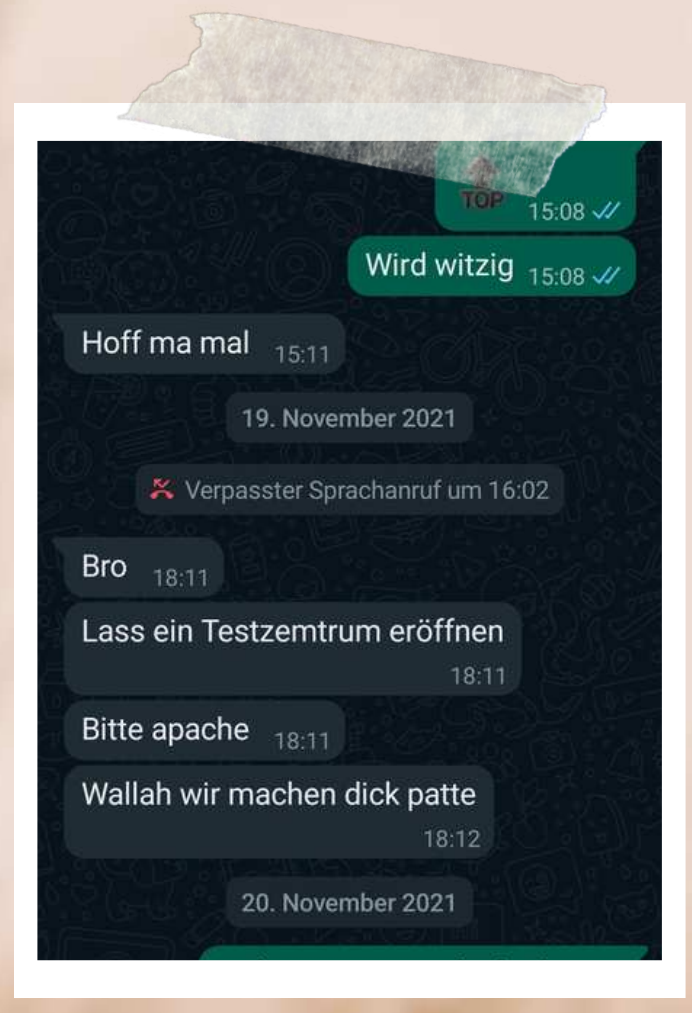 TOP
15:08
Wird witzig 15:08
Hoff ma mal 15:11
19. November 2021
Verpasster Sprachanruf um 16:02
Bro 18:11
Lass ein Testzemtrum eröffnen
18:11
Bitte apache 18:11
Wallah wir machen dick patte
18:12
20. November 2021